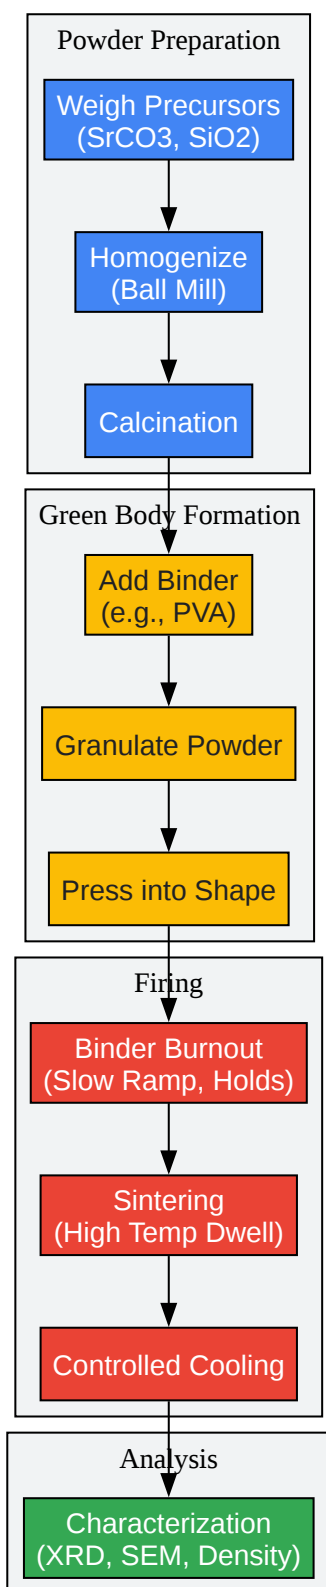 Powder Preparation
Weigh Precursors
(SrCO3, SiO2)
Homogenize
(Ball Mill)
Calcination
Green Body Formation
Add Binder
(e.g., PVA)
Granulate Powder
Press into Shape
Firing
Binder Burnout
(Slow Ramp, Holds)
Sintering
(High Temp Dwell)
Controlled Cooling
Analysis
Characterization
(XRD, SEM, Density)